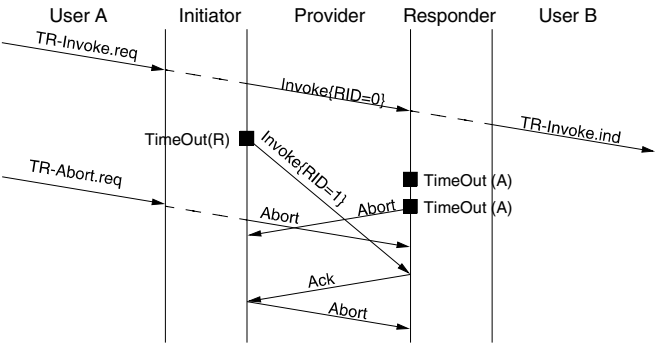 User A Initiator Provider Responder User B
TR-Invoke.req
Invoke{RID=0}
TR-Invoke.ind
TimeOut(R)
Invoke{RID=1}
TR-Abort.req
TimeOut (A)
Abort
TimeOut (A)
Abort
Ack
Abort